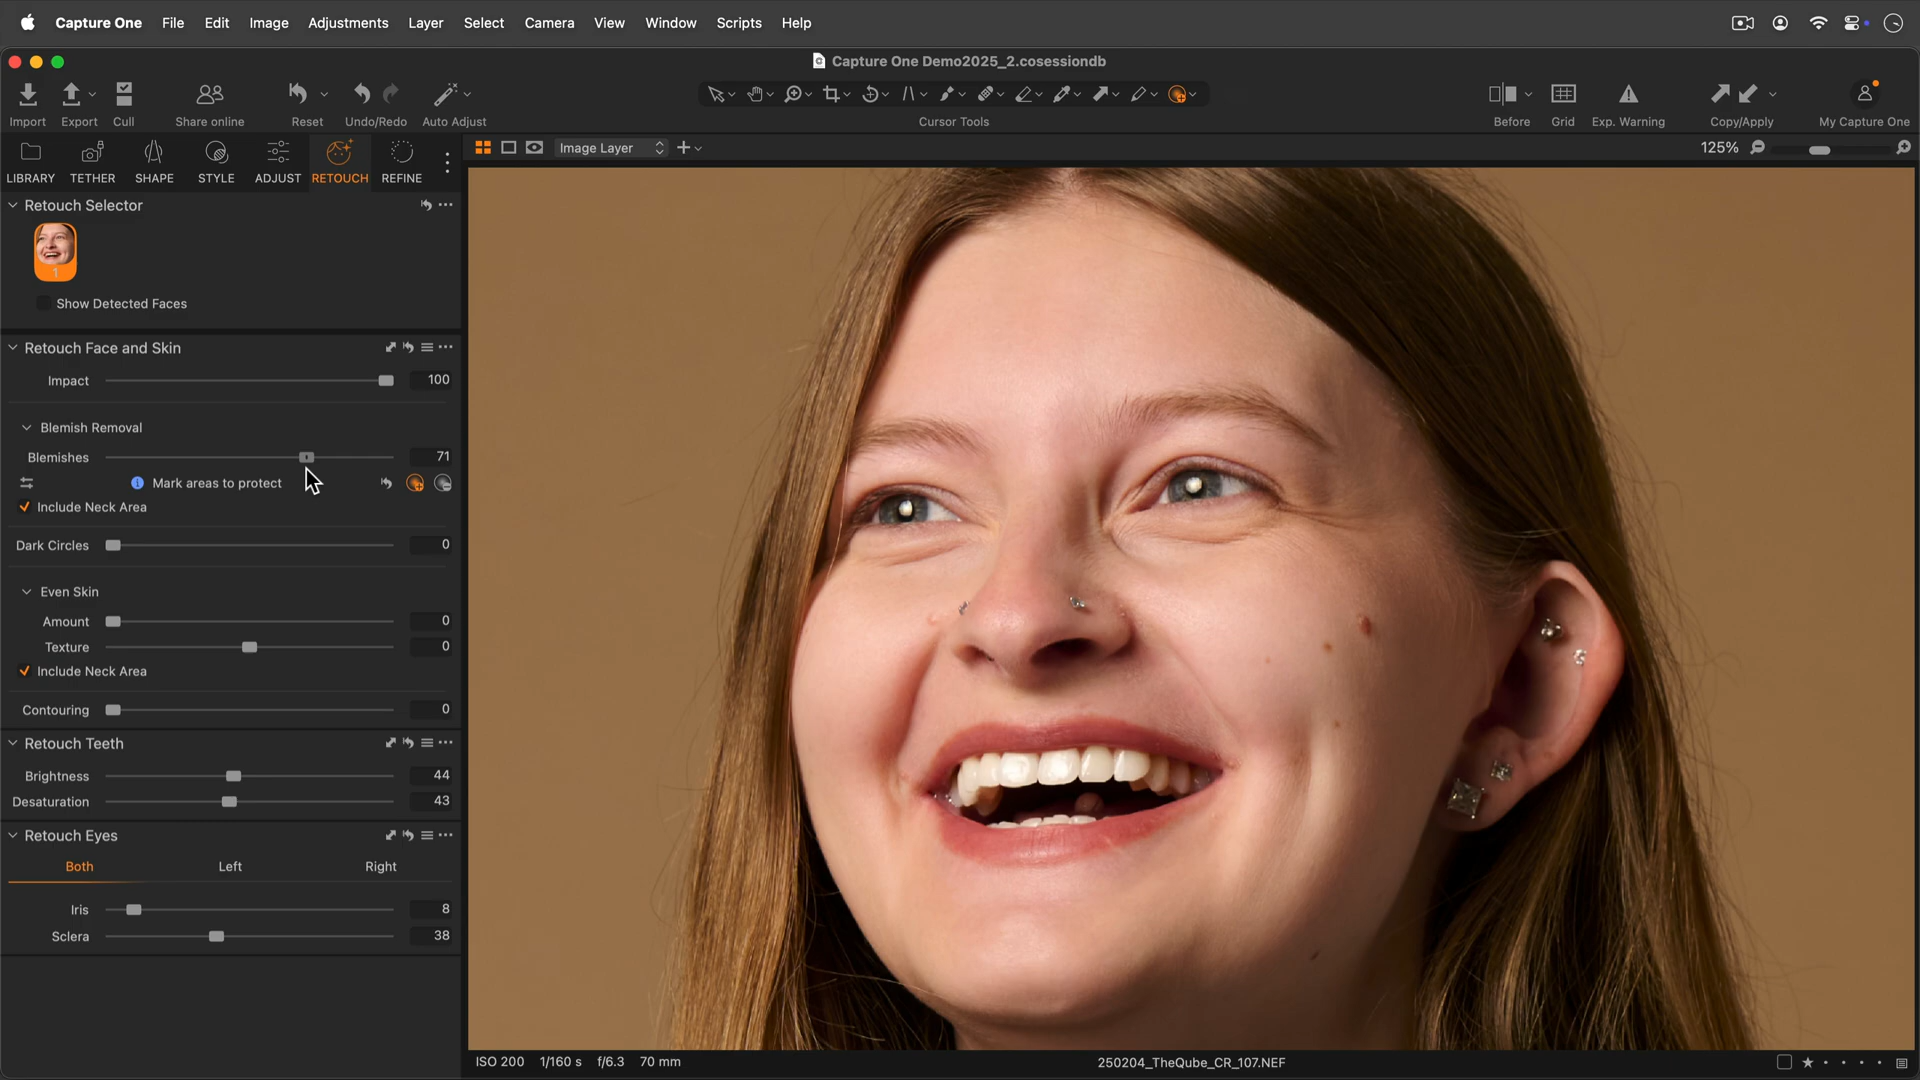 Capture One File Edit Image Adjustments Layer Select Camera View Window Scripts Help
Capture One Demo2025_2.cosessiondb
Import Export Cull Share online Reset Undo/Redo Auto Adjust Cursor Tools Before Grid Exp. Warning Copy/Apply My Capture One
LIBRARY TETHER SHAPE STYLE ADJUST RETOUCH REFINE
Image Layer
125%
Retouch Selector
1
Show Detected Faces
Retouch Face and Skin
Impact 100
Blemish Removal
Blemishes 71
Mark areas to protect
Include Neck Area
Dark Circles 0
Even Skin
Amount 0
Texture 0
Include Neck Area
Contouring 0
Retouch Teeth
Brightness 44
Desaturation 43
Retouch Eyes
Both Left Right
Iris 8
Sclera 38
ISO 200 1/160 s f/6.3 70 mm
250204_TheQube_CR_107.NEF